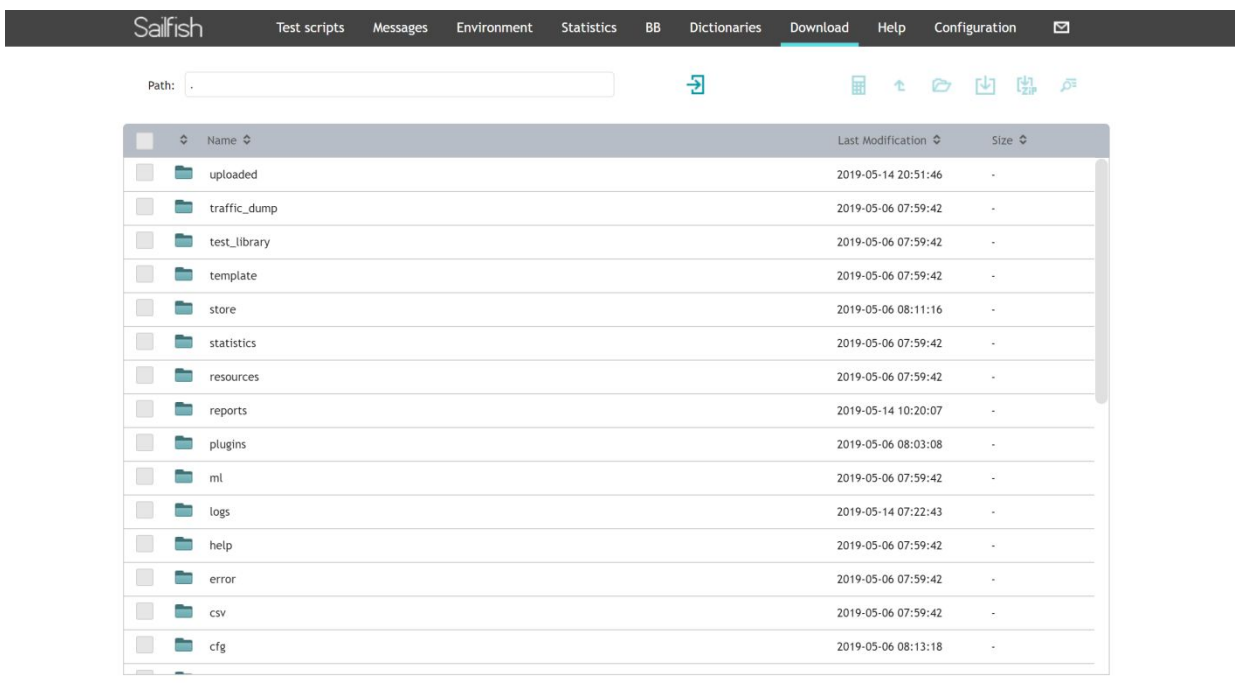 Sailfish Test scripts Messages Environment Statistics BB Dictionaries Download Help Configuration
Path: .
ZIP
Name Last Modification Size
uploaded 2019-05-14 20:51:46 -
traffic_dump 2019-05-06 07:59:42 -
test_library 2019-05-06 07:59:42 -
template 2019-05-06 07:59:42 -
store 2019-05-06 08:11:16 -
statistics 2019-05-06 07:59:42 -
resources 2019-05-06 07:59:42 -
reports 2019-05-14 10:20:07 -
plugins 2019-05-06 08:03:08 -
ml 2019-05-06 07:59:42 -
logs 2019-05-14 07:22:43 -
help 2019-05-06 07:59:42 -
error 2019-05-06 07:59:42 -
csv 2019-05-06 07:59:42 -
cfg 2019-05-06 08:13:18 -